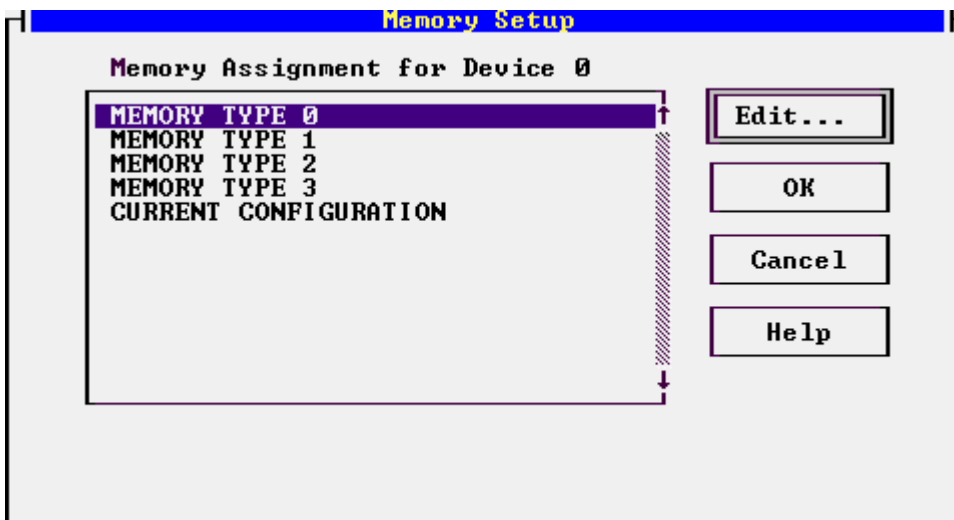 Memory Setup
Memory Assignment for Device 0
MEMORY TYPE 0
MEMORY TYPE 1
MEMORY TYPE 2
MEMORY TYPE 3
CURRENT CONFIGURATION
Edit...
OK
Cancel
Help